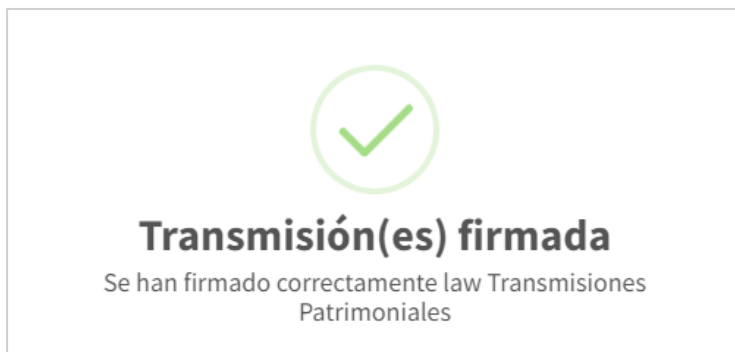 Transmisión(es) firmada
Se han firmado correctamente law Transmisiones
Patrimoniales